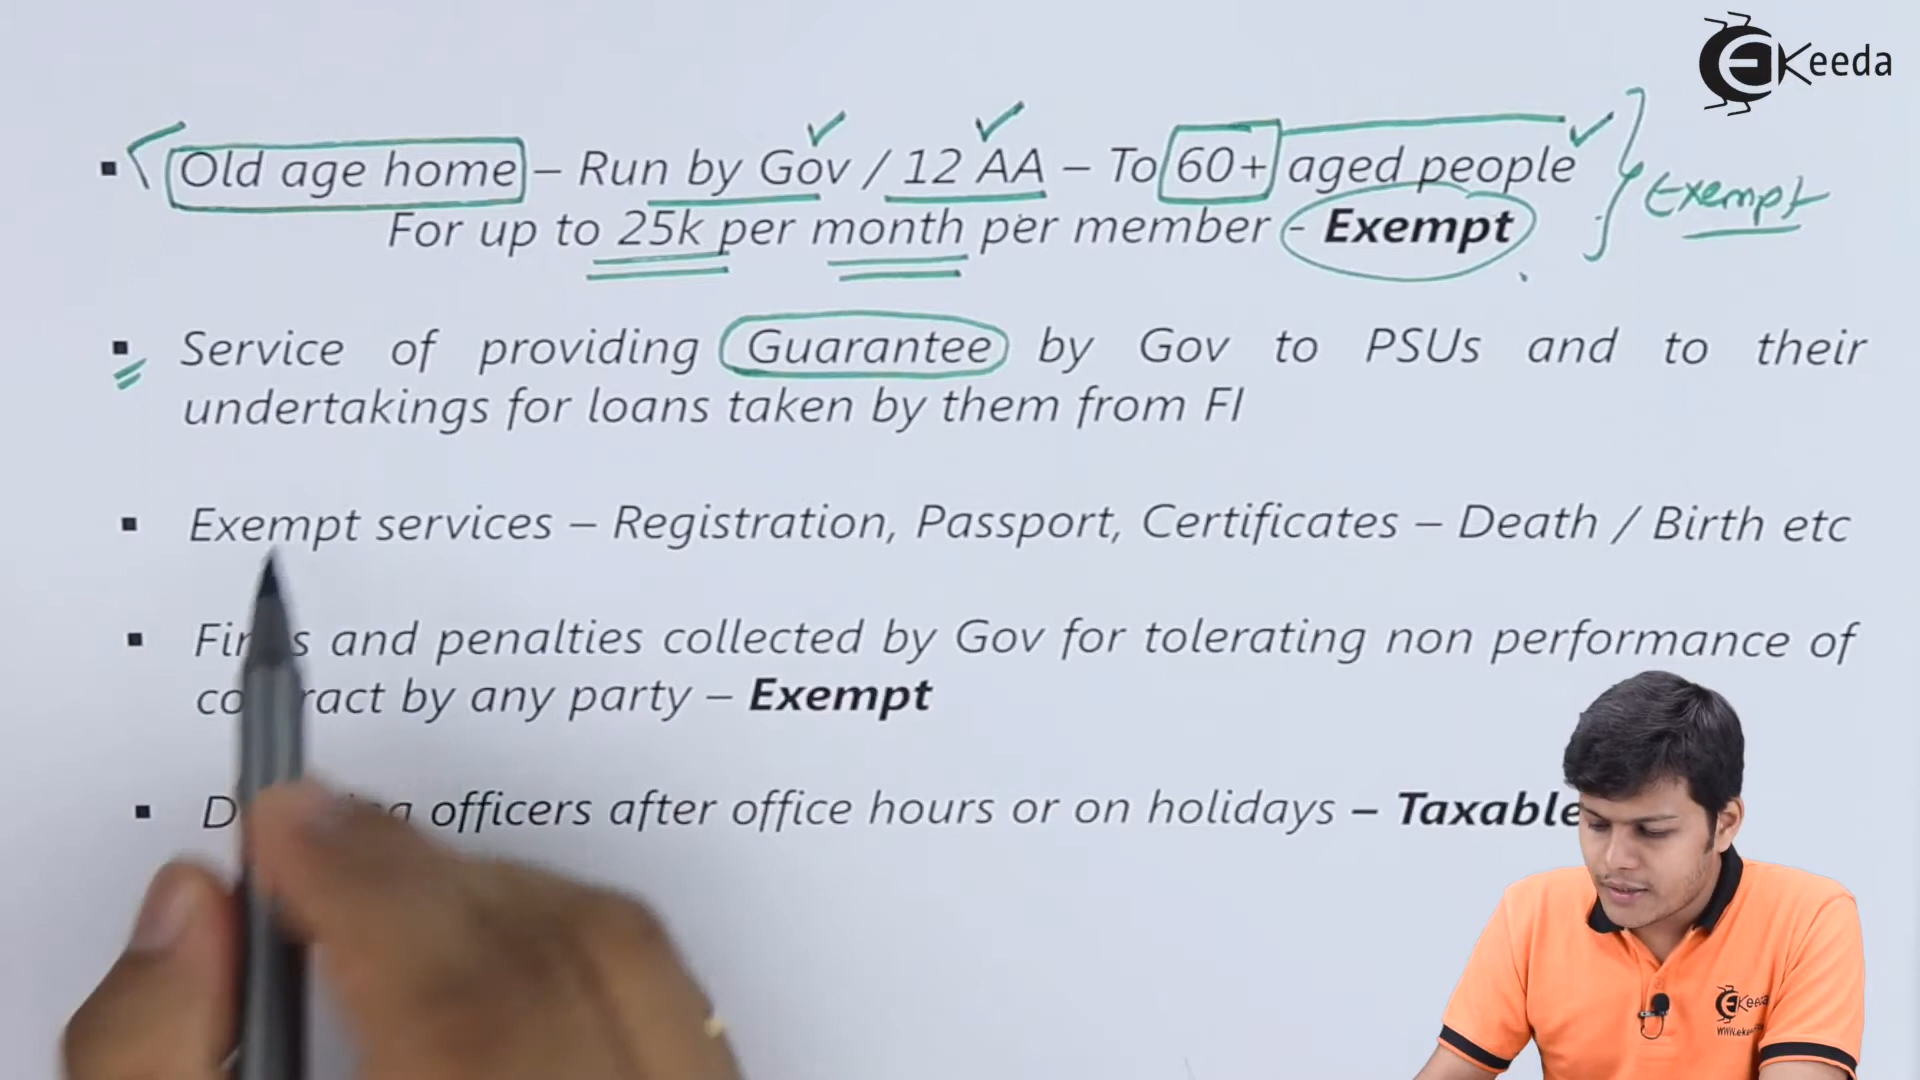 EKeeda
Old age home – Run by Gov / 12 AA – To 60+ aged people
For up to 25k per month per member - Exempt
Exempt
Service of providing Guarantee by Gov to PSUs and to their
undertakings for loans taken by them from FI
Exempt services – Registration, Passport, Certificates – Death / Birth etc
and penalties collected by Gov for tolerating non performance of
by any party – Exempt
officers after office hours or on holidays – Taxable
EKeeda